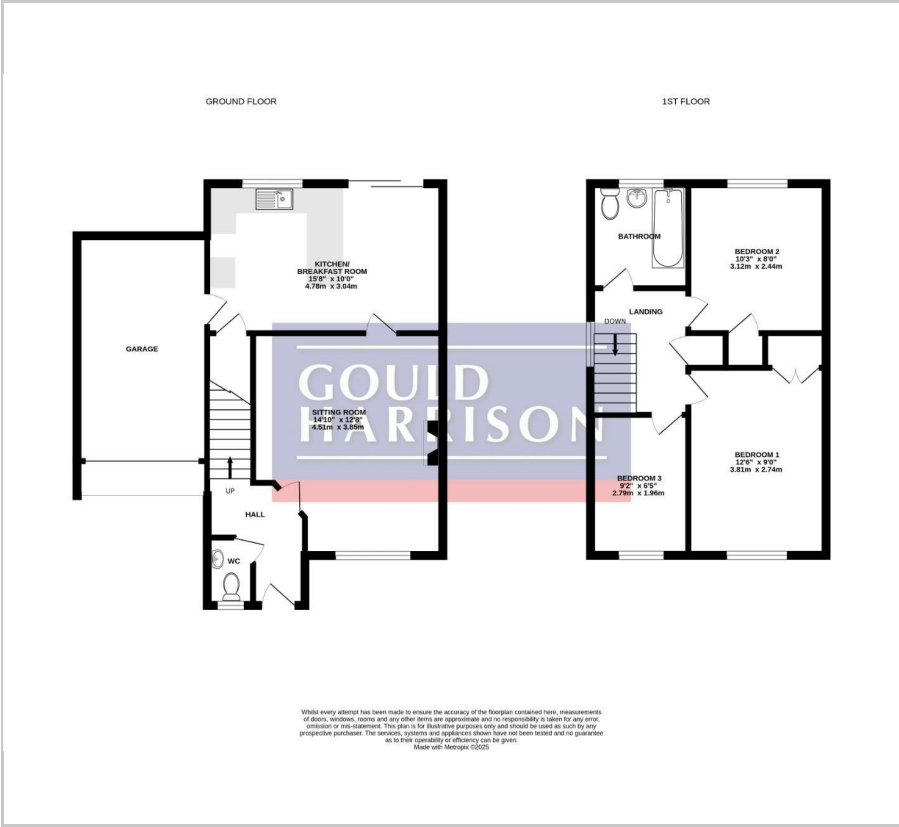 GROUND FLOOR
1ST FLOOR
KITCHEN/
BREAKFAST ROOM
15'8" x 10'0"
4.78m x 3.04m
GARAGE
SITTING ROOM
14'10" x 12'8"
4.51m x 3.85m
UP
HALL
WC
BATHROOM
BEDROOM 2
10'3" x 8'0"
3.12m x 2.44m
LANDING
DOWN
BEDROOM 1
12'6" x 9'0"
3.81m x 2.74m
BEDROOM 3
9'2" x 6'5"
2.79m x 1.96m
GOULD
HARRISON
Whilst every attempt has been made to ensure the accuracy of the floorplan contained here, measurements
of doors, windows, rooms and any other items are approximate and no responsibility is taken for any error,
omission or mis-statement. This plan is for illustrative purposes only and should be used as such by any
prospective purchaser. The services, systems and appliances shown have not been tested and no guarantee
as to their operability or efficiency can be given.
Made with Metropix ©2025